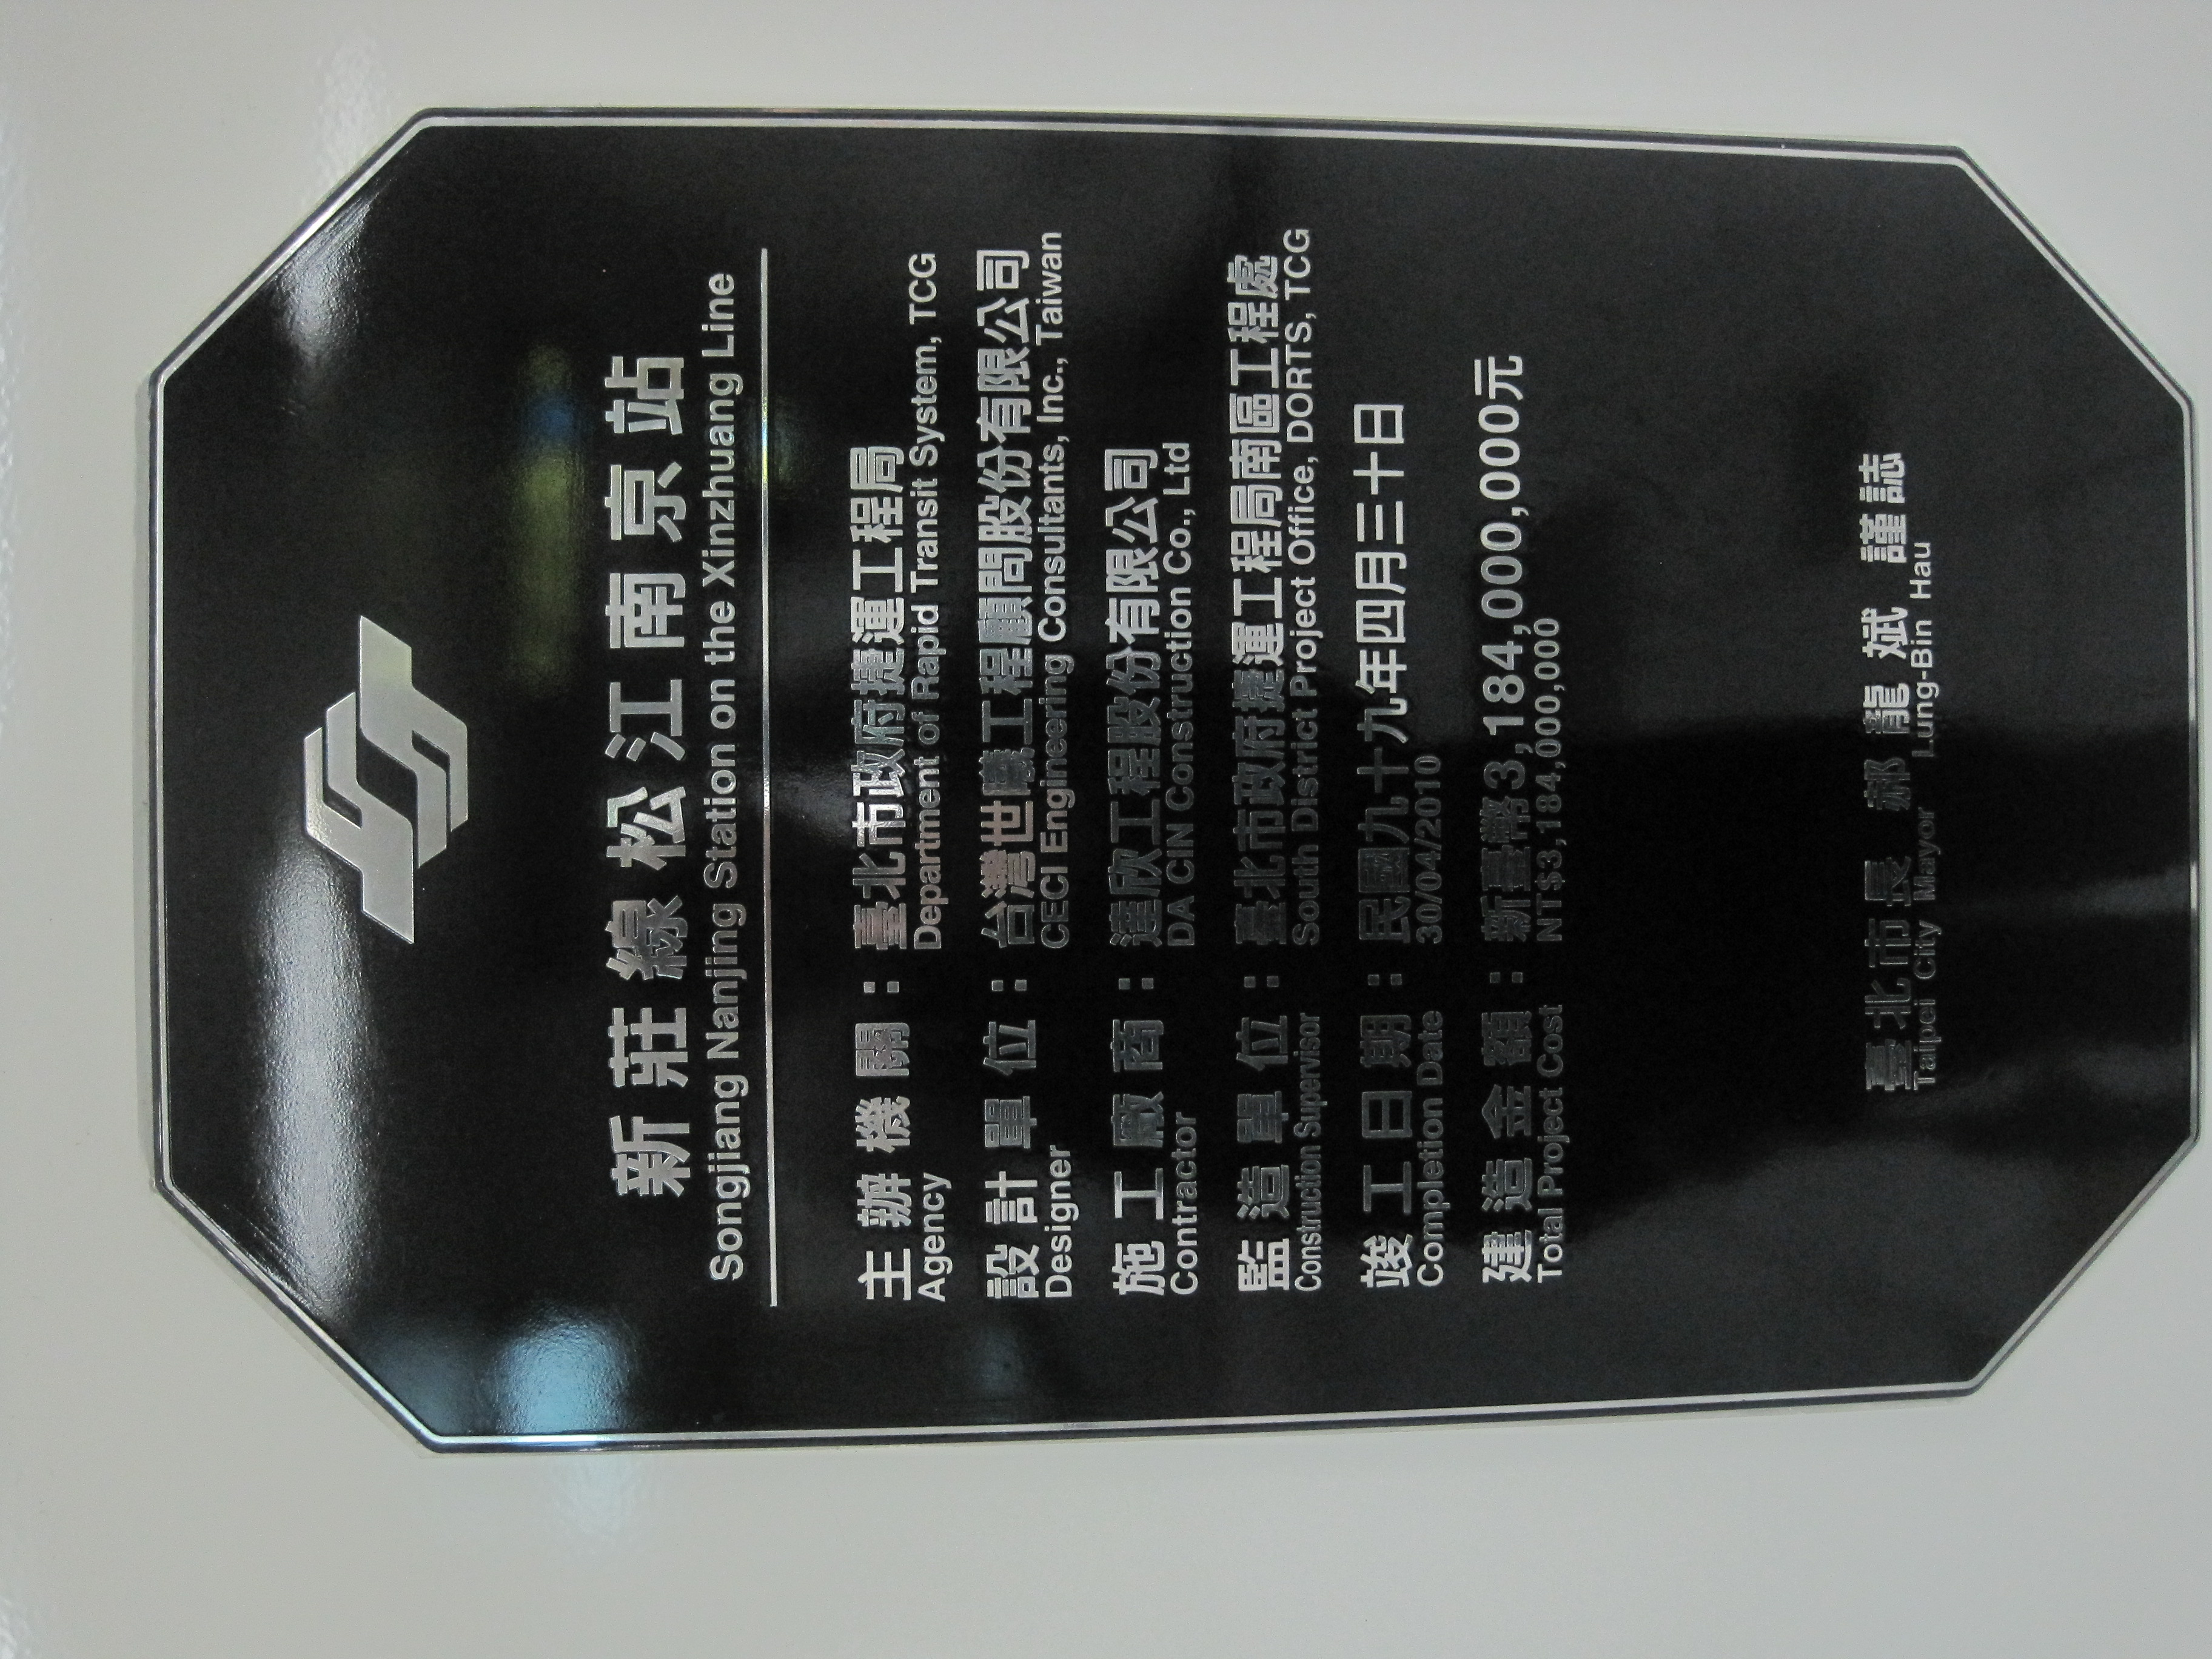 新莊線松江南京站
Songjiang Nanjing Station on the Xinzhuang Line
主辦機關：臺北市政府捷運工程局
Agency Department of Rapid Transit System, TCG
設計單位：台灣世曦工程顧問股份有限公司
Designer CECI Engineering Consultants, Inc., Taiwan
施工廠商：達欣工程股份有限公司
Contractor DA CIN Construction Co., Ltd
監造單位：臺北市政府捷運工程局南區工程處
Construction Supervisor South District Project Office, DORTS, TCG
竣工日期：民國九十九年四月三十日
Completion Date 30/04/2010
建造金額：新臺幣3,184,000,000元
Total Project Cost NT$3,184,000,000
臺北市長 郝龍斌 謹誌
Taipei City Mayor Lung-Bin Hau